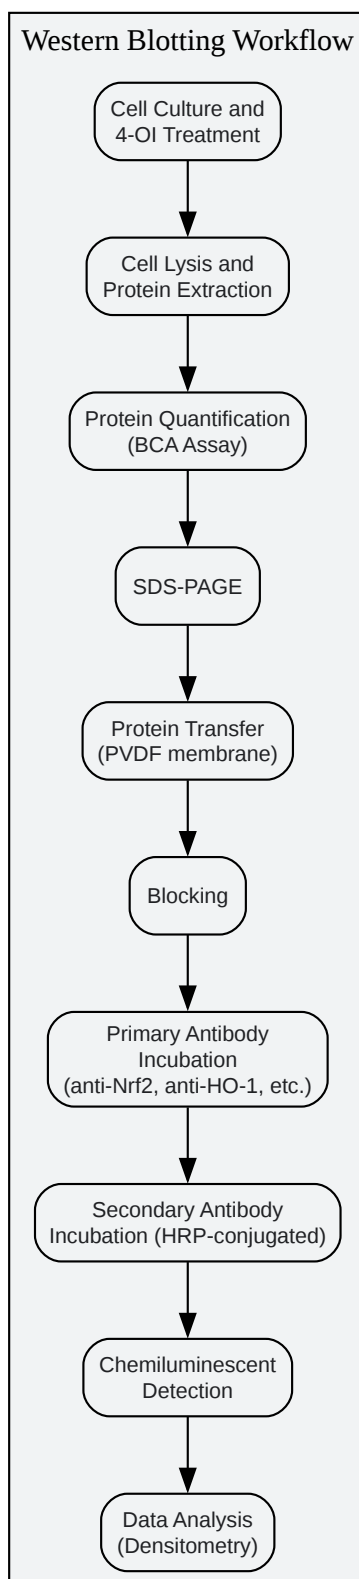 Western Blotting Workflow
Cell Culture and
4-OI Treatment
Cell Lysis and
Protein Extraction
Protein Quantification
(BCA Assay)
SDS-PAGE
Protein Transfer
(PVDF membrane)
Blocking
Primary Antibody
Incubation
(anti-Nrf2, anti-HO-1, etc.)
Secondary Antibody
Incubation (HRP-conjugated)
Chemiluminescent
Detection
Data Analysis
(Densitometry)